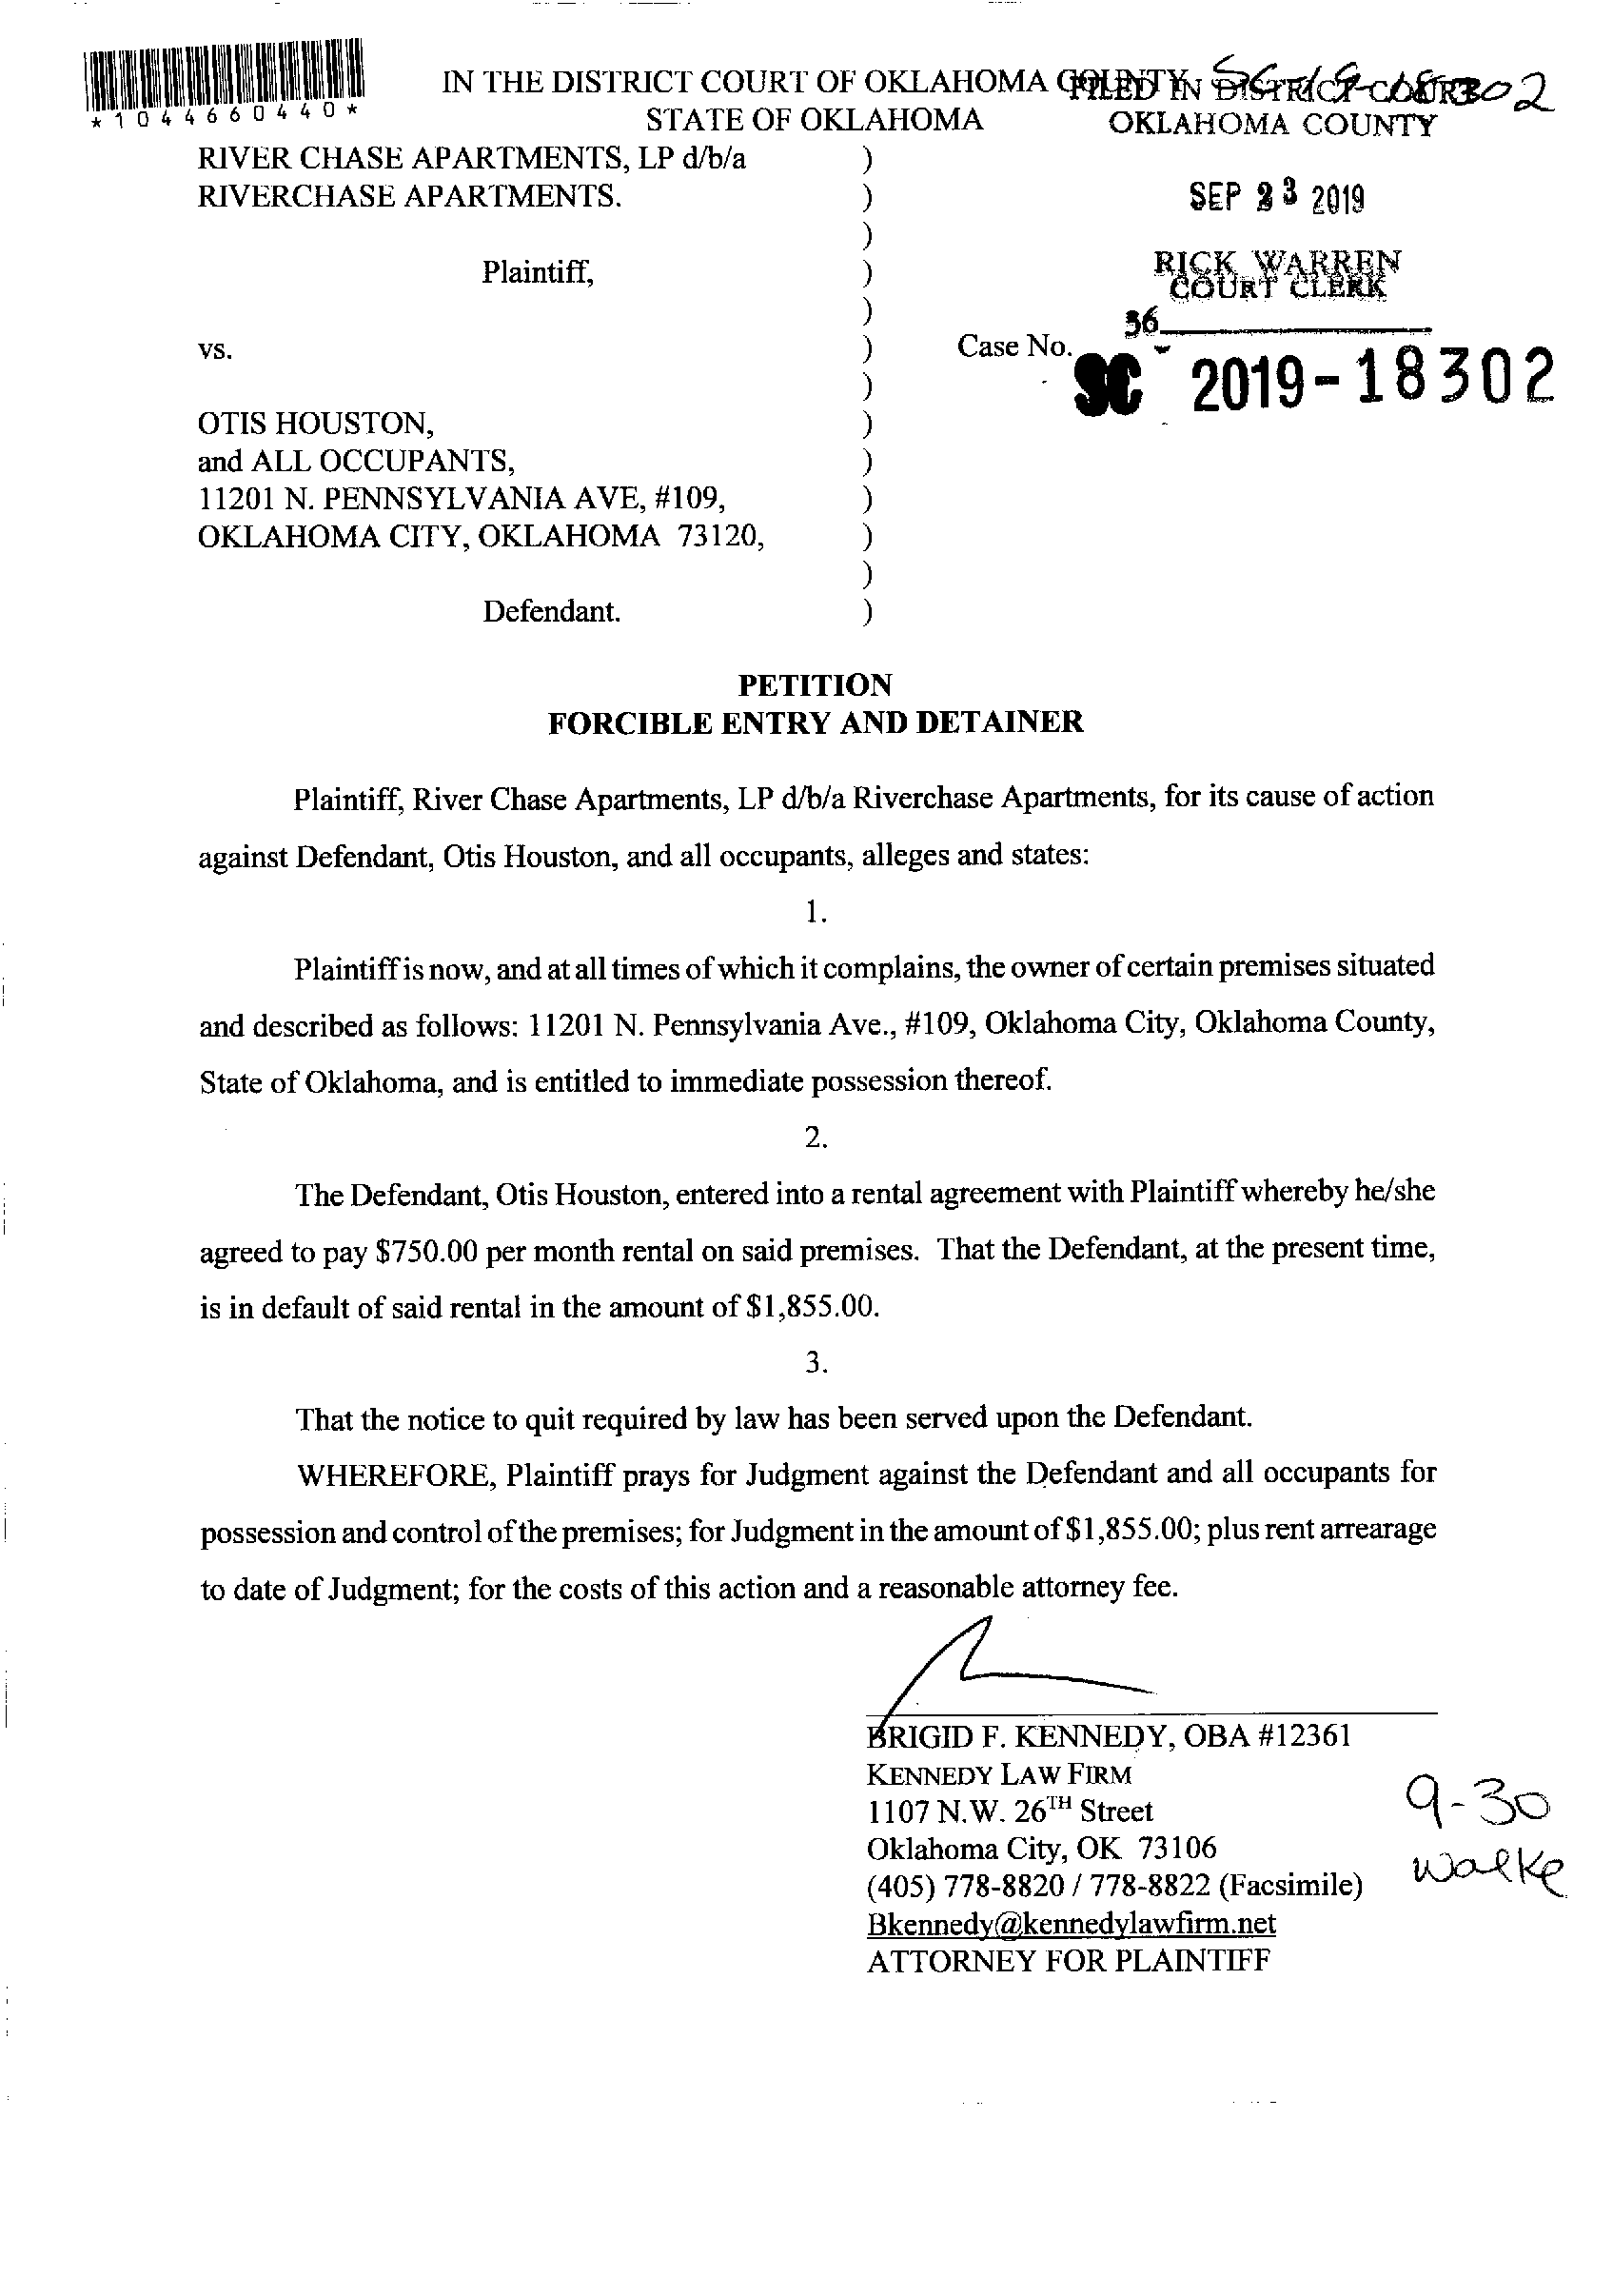 *1044660440*
IN THE DISTRICT COURT OF OKLAHOMA COUNTY
STATE OF OKLAHOMA
FILED IN DISTRICT COURT
OKLAHOMA COUNTY
SC-19-18302
RIVER CHASE APARTMENTS, LP d/b/a )
RIVERCHASE APARTMENTS. )
SEP 23 2019
)
Plaintiff, )
RICK WARREN
COURT CLERK
)
36
vs. )
Case No. SC 2019-18302
)
OTIS HOUSTON, )
and ALL OCCUPANTS, )
11201 N. PENNSYLVANIA AVE, #109, )
OKLAHOMA CITY, OKLAHOMA 73120, )
)
Defendant. )
PETITION
FORCIBLE ENTRY AND DETAINER
Plaintiff, River Chase Apartments, LP d/b/a Riverchase Apartments, for its cause of action
against Defendant, Otis Houston, and all occupants, alleges and states:
1.
Plaintiff is now, and at all times of which it complains, the owner of certain premises situated
and described as follows: 11201 N. Pennsylvania Ave., #109, Oklahoma City, Oklahoma County,
State of Oklahoma, and is entitled to immediate possession thereof.
2.
The Defendant, Otis Houston, entered into a rental agreement with Plaintiff whereby he/she
agreed to pay $750.00 per month rental on said premises. That the Defendant, at the present time,
is in default of said rental in the amount of $1,855.00.
3.
That the notice to quit required by law has been served upon the Defendant.
WHEREFORE, Plaintiff prays for Judgment against the Defendant and all occupants for
possession and control of the premises; for Judgment in the amount of $1,855.00; plus rent arrearage
to date of Judgment; for the costs of this action and a reasonable attorney fee.
BRIGID F. KENNEDY, OBA #12361
KENNEDY LAW FIRM
1107 N.W. 26TH Street
Oklahoma City, OK 73106
(405) 778-8820 / 778-8822 (Facsimile)
Bkennedy@kennedylawfirm.net
ATTORNEY FOR PLAINTIFF
9-30
Walke